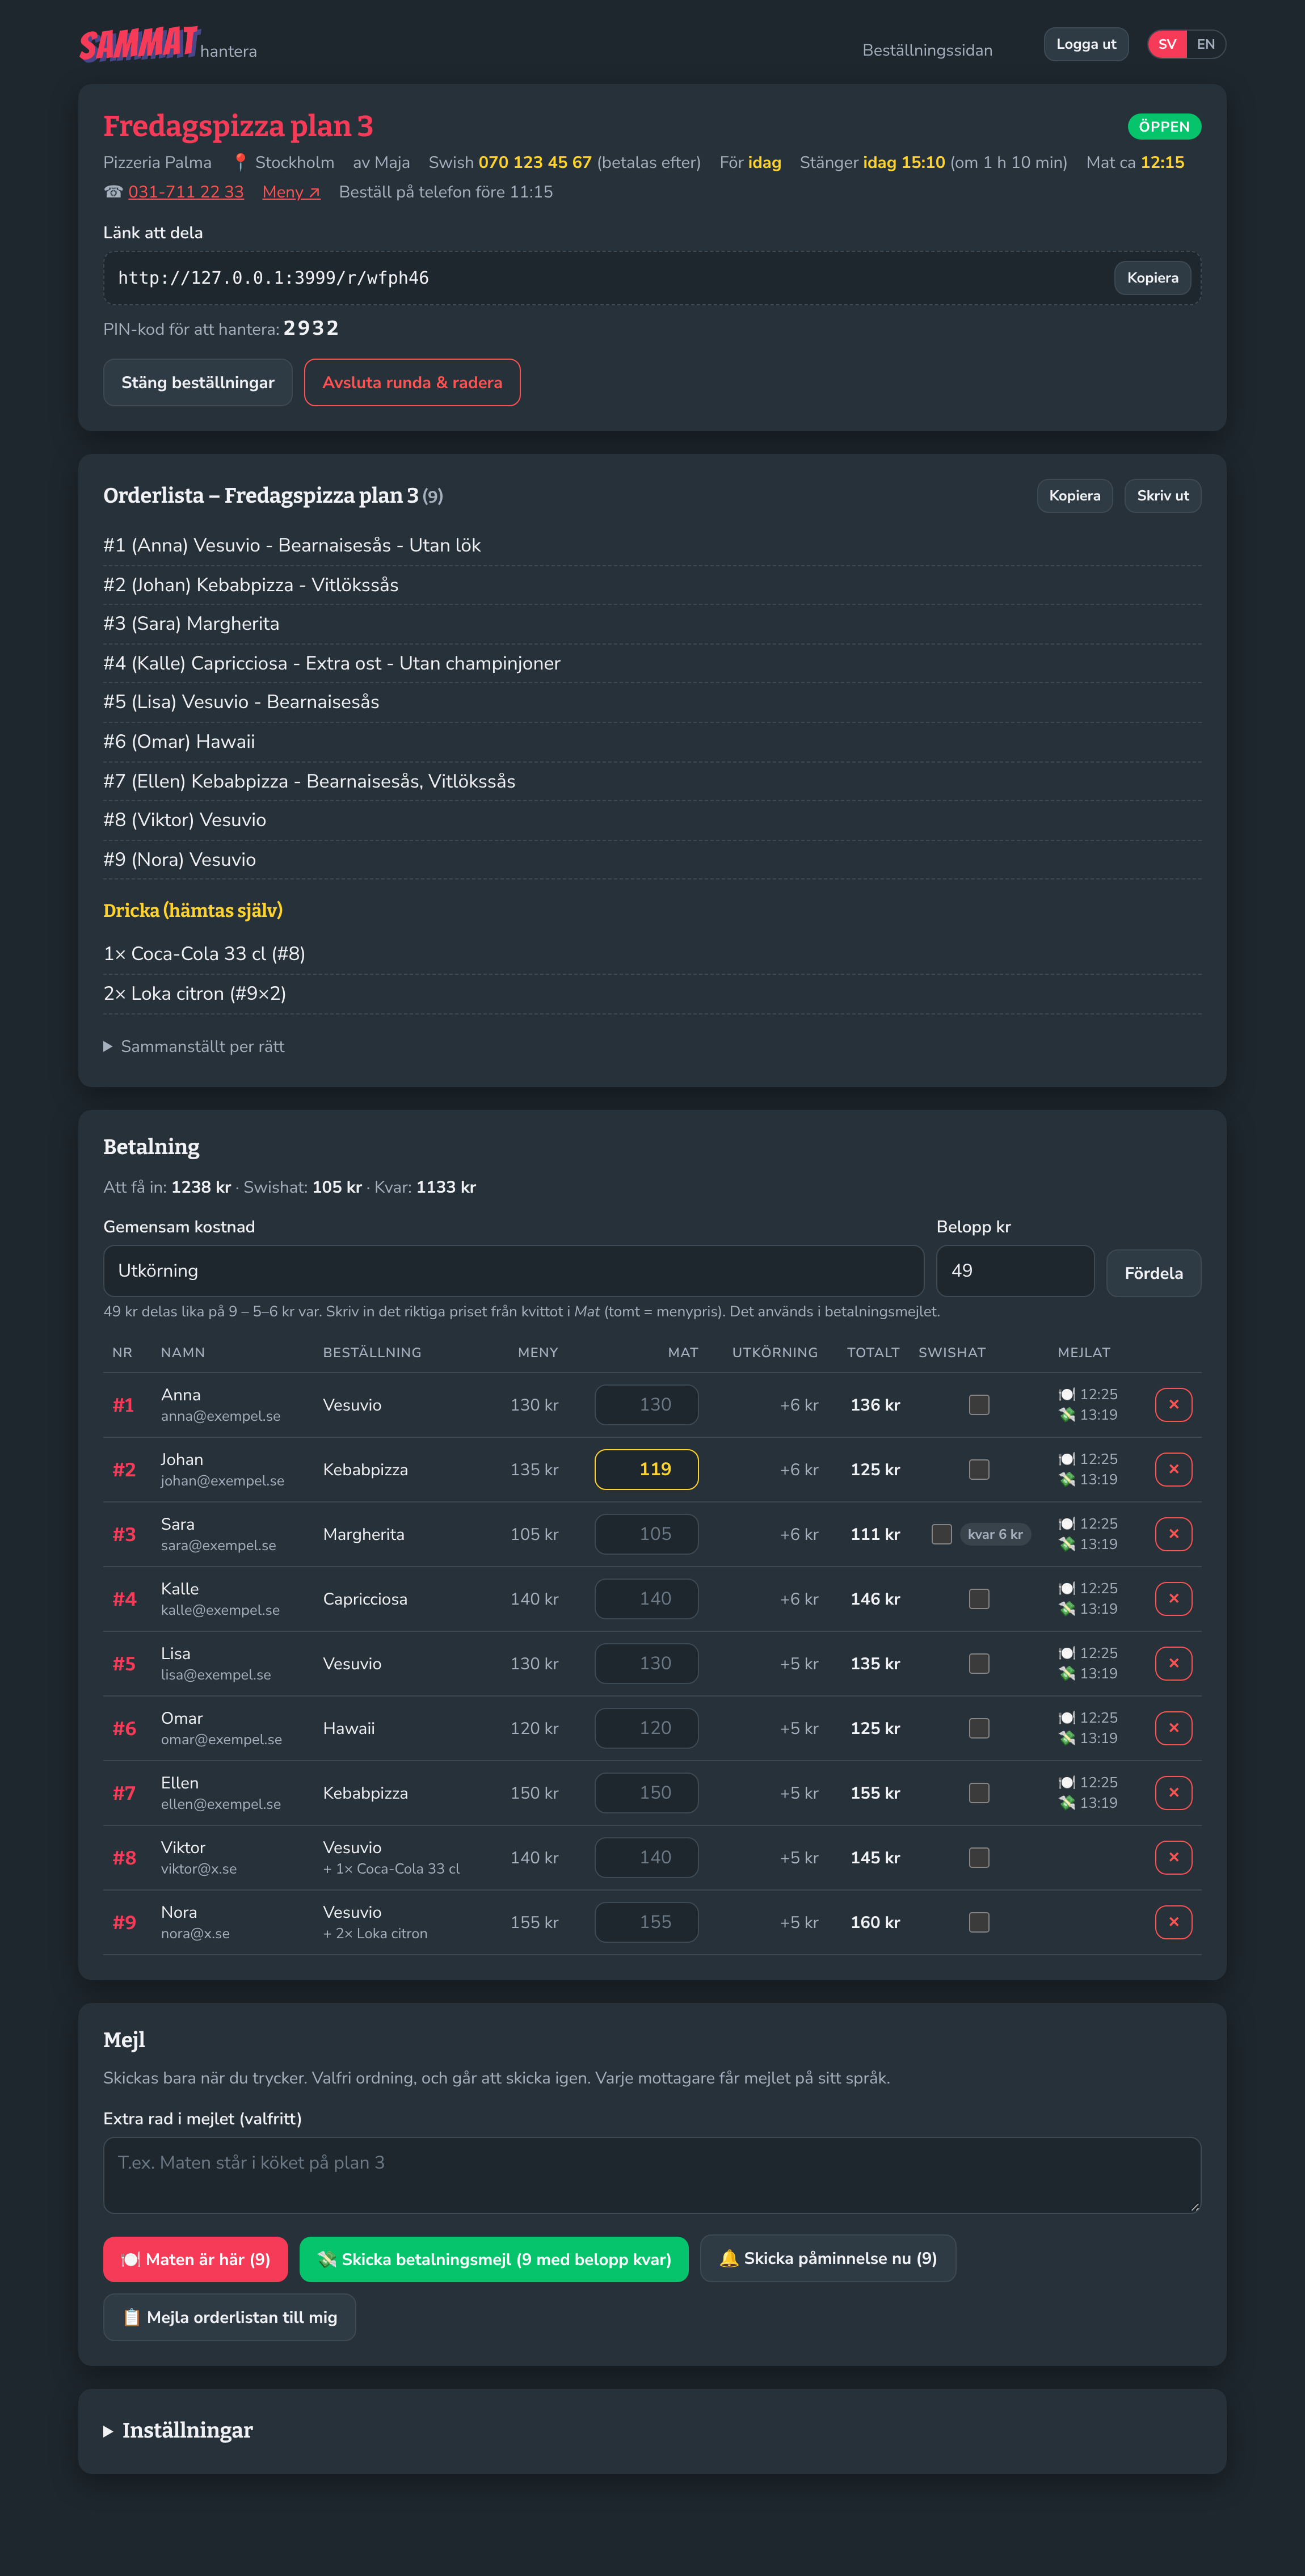 SAMMAT hantera Beställningssidan Logga ut SV EN
Fredagspizza plan 3 ÖPPEN
Pizzeria Palma 📍 Stockholm av Maja Swish 070 123 45 67 (betalas efter) För idag Stänger idag 15:10 (om 1 h 10 min) Mat ca 12:15
☎ 031-711 22 33 Meny ↗ Beställ på telefon före 11:15
Länk att dela
http://127.0.0.1:3999/r/wfph46 Kopiera
PIN-kod för att hantera: 2932
Stäng beställningar Avsluta runda & radera
Orderlista – Fredagspizza plan 3 (9) Kopiera Skriv ut
#1 (Anna) Vesuvio - Bearnaisesås - Utan lök
#2 (Johan) Kebabpizza - Vitlökssås
#3 (Sara) Margherita
#4 (Kalle) Capricciosa - Extra ost - Utan champinjoner
#5 (Lisa) Vesuvio - Bearnaisesås
#6 (Omar) Hawaii
#7 (Ellen) Kebabpizza - Bearnaisesås, Vitlökssås
#8 (Viktor) Vesuvio
#9 (Nora) Vesuvio
Dricka (hämtas själv)
1× Coca-Cola 33 cl (#8)
2× Loka citron (#9×2)
▶ Sammanställt per rätt
Betalning
Att få in: 1238 kr · Swishat: 105 kr · Kvar: 1133 kr
Gemensam kostnad Belopp kr
Utkörning 49 Fördela
49 kr delas lika på 9 – 5–6 kr var. Skriv in det riktiga priset från kvittot i Mat (tomt = menypris). Det används i betalningsmejlet.
NR NAMN BESTÄLLNING MENY MAT UTKÖRNING TOTALT SWISHAT MEJLAT
#1 Anna Vesuvio 130 kr 130 +6 kr 136 kr 🍽️ 12:25 ×
anna@exempel.se 💸 13:19
#2 Johan Kebabpizza 135 kr 119 +6 kr 125 kr 🍽️ 12:25 ×
johan@exempel.se 💸 13:19
#3 Sara Margherita 105 kr 105 +6 kr 111 kr kvar 6 kr 🍽️ 12:25 ×
sara@exempel.se 💸 13:19
#4 Kalle Capricciosa 140 kr 140 +6 kr 146 kr 🍽️ 12:25 ×
kalle@exempel.se 💸 13:19
#5 Lisa Vesuvio 130 kr 130 +5 kr 135 kr 🍽️ 12:25 ×
lisa@exempel.se 💸 13:19
#6 Omar Hawaii 120 kr 120 +5 kr 125 kr 🍽️ 12:25 ×
omar@exempel.se 💸 13:19
#7 Ellen Kebabpizza 150 kr 150 +5 kr 155 kr 🍽️ 12:25 ×
ellen@exempel.se 💸 13:19
#8 Viktor Vesuvio 140 kr 140 +5 kr 145 kr ×
viktor@x.se + 1× Coca-Cola 33 cl
#9 Nora Vesuvio 155 kr 155 +5 kr 160 kr ×
nora@x.se + 2× Loka citron
Mejl
Skickas bara när du trycker. Valfri ordning, och går att skicka igen. Varje mottagare får mejlet på sitt språk.
Extra rad i mejlet (valfritt)
T.ex. Maten står i köket på plan 3
🍽️ Maten är här (9) 💸 Skicka betalningsmejl (9 med belopp kvar) 🔔 Skicka påminnelse nu (9)
📋 Mejla orderlistan till mig
▶ Inställningar